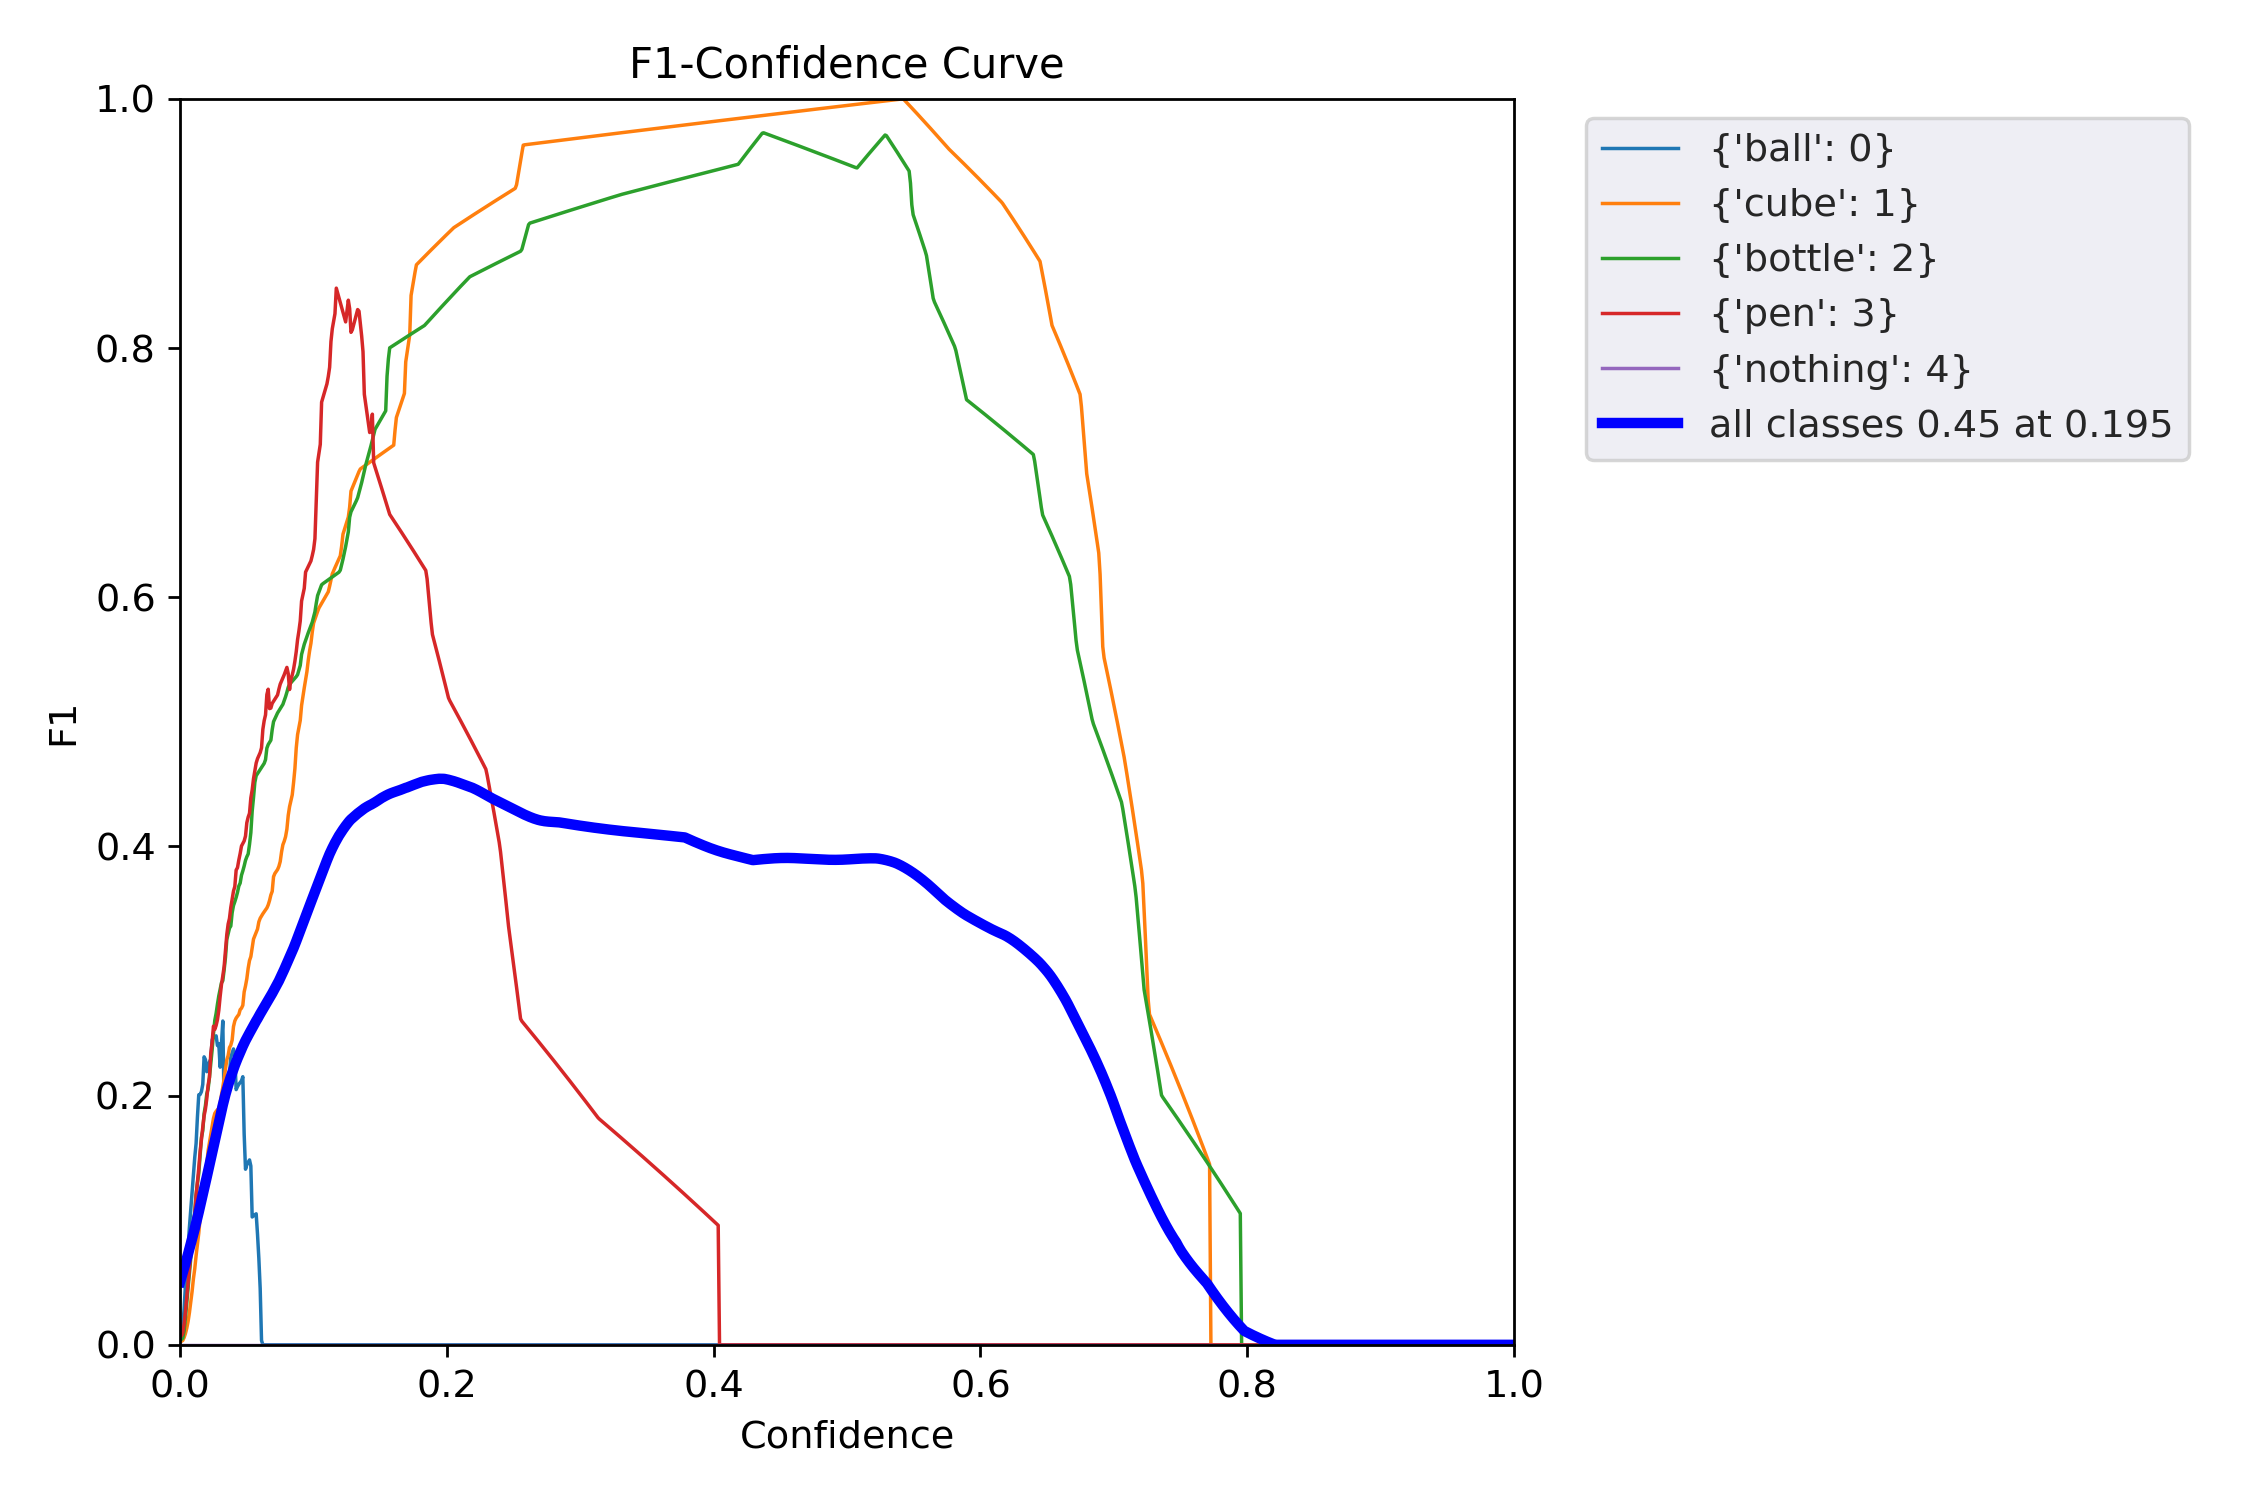 F1-Confidence Curve
1.0
0.8
0.6
0.4
0.2
0.0
F1
0.0 0.2 0.4 0.6 0.8 1.0
Confidence
{'ball': 0}
{'cube': 1}
{'bottle': 2}
{'pen': 3}
{'nothing': 4}
all classes 0.45 at 0.195